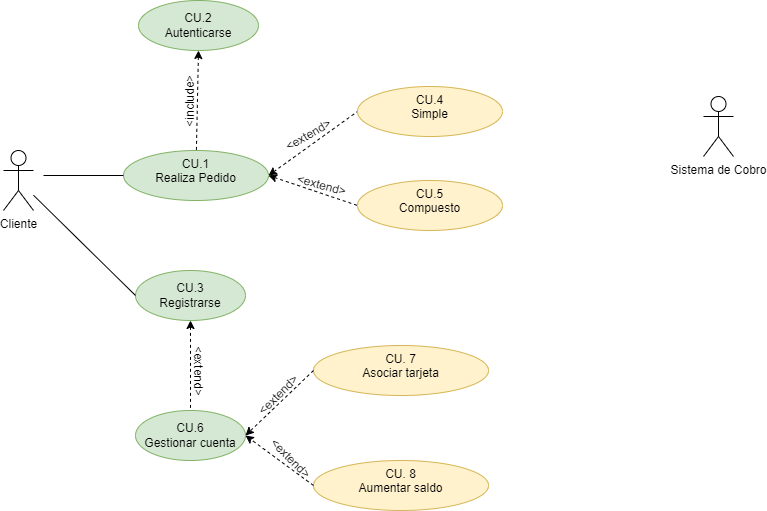 CU.2
Autenticarse
<include>
CU.4
Simple
<extend>
CU.1
Realiza Pedido
<extend>
CU.5
Compuesto
Cliente
Sistema de Cobro
CU.3
Registrarse
<extend>
CU. 7
Asociar tarjeta
<extend>
CU.6
Gestionar cuenta
<extend>
CU. 8
Aumentar saldo